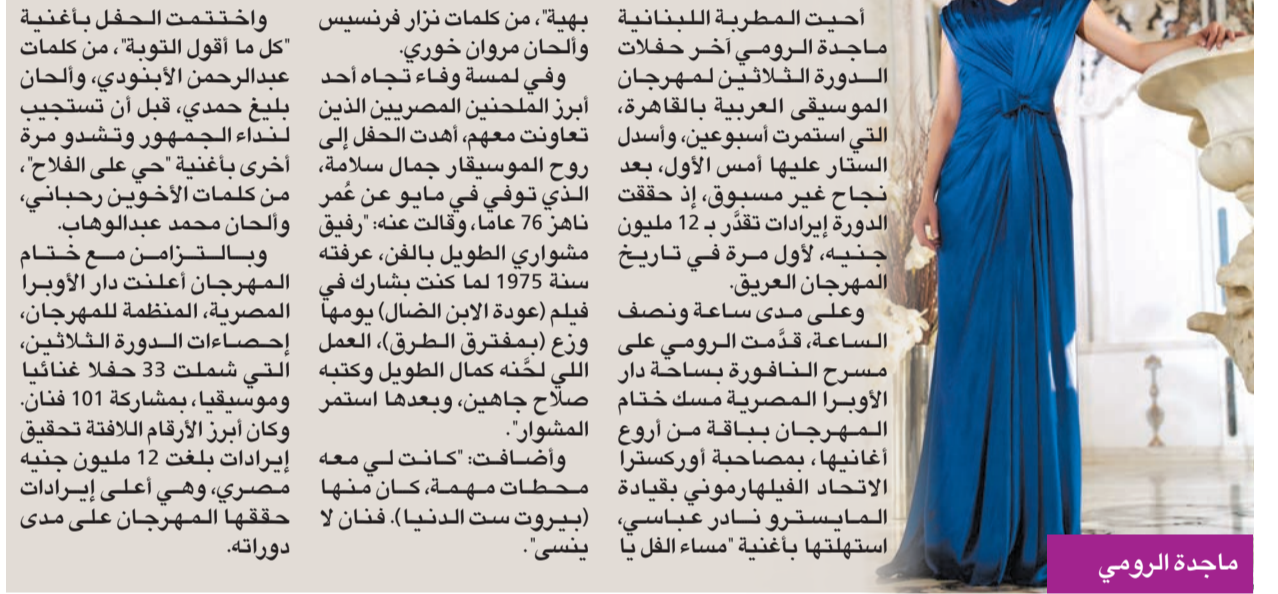 أحيت المطربة اللبنانية
ماجدة الرومي آخر حفلات
الدورة الثلاثين لمهرجان
الموسيقى العربية بالقاهرة،
التي استمرت أسبوعين، وأسدل
الستار عليها أمس الأول، بعد
نجاح غير مسبوق، إذ حققت
الدورة إيرادات تقدَّر بـ 12 مليون
جنيه، لأول مرة في تاريخ
المهرجان العريق.
وعلى مدى ساعة ونصف
الساعة، قدَّمت الرومي على
مسرح النافورة بساحة دار
الأوبرا المصرية مسك ختام
المهرجان بباقة من أروع
أغانيها، بمصاحبة أوركسترا
الاتحاد الفيلهارموني بقيادة
المايسترو نادر عباسي،
استهلتها بأغنية "مساء الفل يا
بهية"، من كلمات نزار فرنسيس
وألحان مروان خوري.
وفي لمسة وفاء تجاه أحد
أبرز الملحنين المصريين الذين
تعاونت معهم، أهدت الحفل إلى
روح الموسيقار جمال سلامة،
الذي توفي في مايو عن عُمر
ناهز 76 عاما، وقالت عنه: "رفيق
مشواري الطويل بالفن، عرفته
سنة 1975 لما كنت بشارك في
فيلم (عودة الابن الضال) يومها
وزع (بمفترق الطرق)، العمل
اللي لحَّنه كمال الطويل وكتبه
صلاح جاهين، وبعدها استمر
المشوار".
وأضافت: "كانت لي معه
محطات مهمة، كان منها
(بيروت ست الدنيا). فنان لا
ينسى".
واختتمت الحفل بأغنية
"كل ما أقول التوبة"، من كلمات
عبدالرحمن الأبنودي، وألحان
بليغ حمدي، قبل أن تستجيب
لنداء الجمهور وتشدو مرة
أخرى بأغنية "حي على الفلاح"،
من كلمات الأخوين رحباني،
وألحان محمد عبدالوهاب.
وبالتزامن مع ختام
المهرجان أعلنت دار الأوبرا
المصرية، المنظمة للمهرجان،
إحصاءات الدورة الثلاثين،
التي شملت 33 حفلا غنائيا
وموسيقيا، بمشاركة 101 فنان.
وكان أبرز الأرقام اللافتة تحقيق
إيرادات بلغت 12 مليون جنيه
مصري، وهي أعلى إيرادات
حققها المهرجان على مدى
دوراته.
ماجدة الرومي